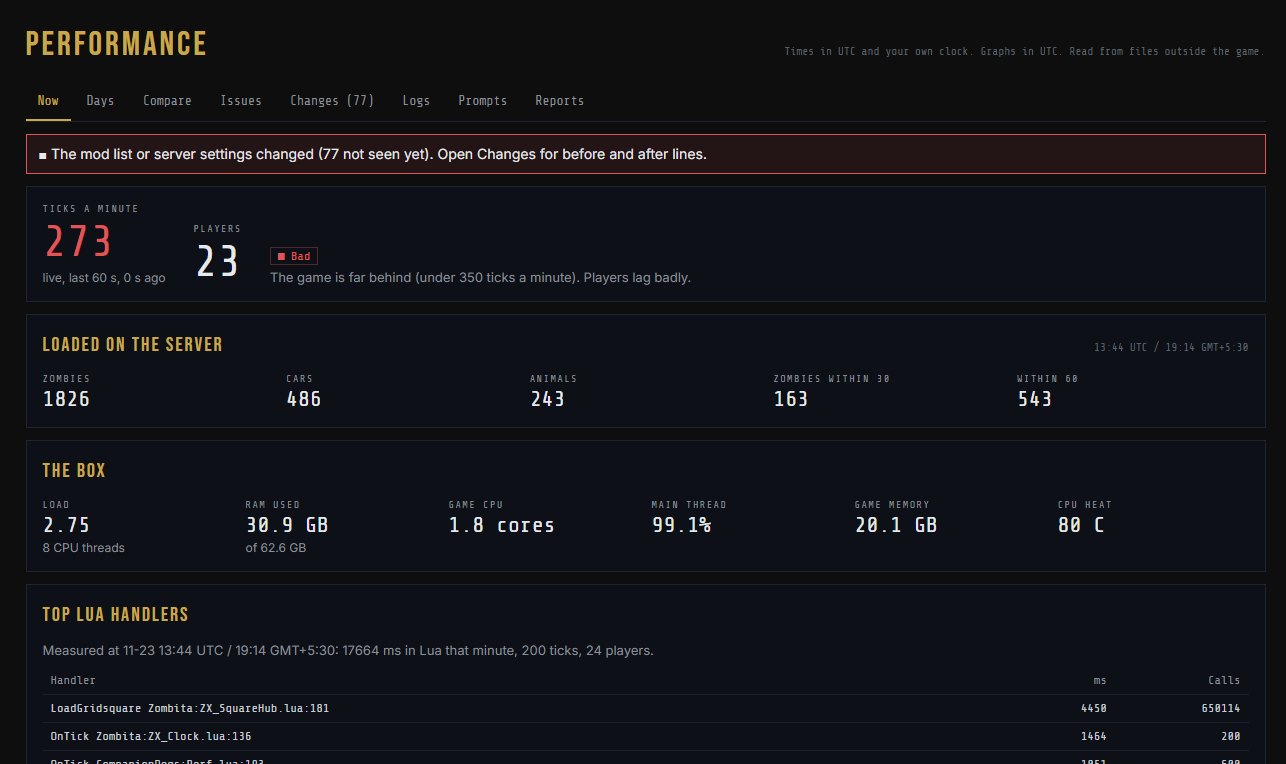 PERFORMANCE
Times in UTC and your own clock. Graphs in UTC. Read from files outside the game.
Now Days Compare Issues Changes (77) Logs Prompts Reports
The mod list or server settings changed (77 not seen yet). Open Changes for before and after lines.
TICKS A MINUTE
273
live, last 60 s, 0 s ago
PLAYERS
23
Bad
The game is far behind (under 350 ticks a minute). Players lag badly.
LOADED ON THE SERVER
13:44 UTC / 19:14 GMT+5:30
ZOMBIES CARS ANIMALS ZOMBIES WITHIN 30 WITHIN 60
1826 486 243 163 543
THE BOX
LOAD RAM USED GAME CPU MAIN THREAD GAME MEMORY CPU HEAT
2.75 30.9 GB 1.8 cores 99.1% 20.1 GB 80 C
8 CPU threads of 62.6 GB
TOP LUA HANDLERS
Measured at 11-23 13:44 UTC / 19:14 GMT+5:30: 17664 ms in Lua that minute, 200 ticks, 24 players.
Handler ms Calls
LoadGridsquare Zombita:ZX_SquareHub.lua:181 4450 650114
OnTick Zombita:ZX_Clock.lua:136 1464 200
OnTick